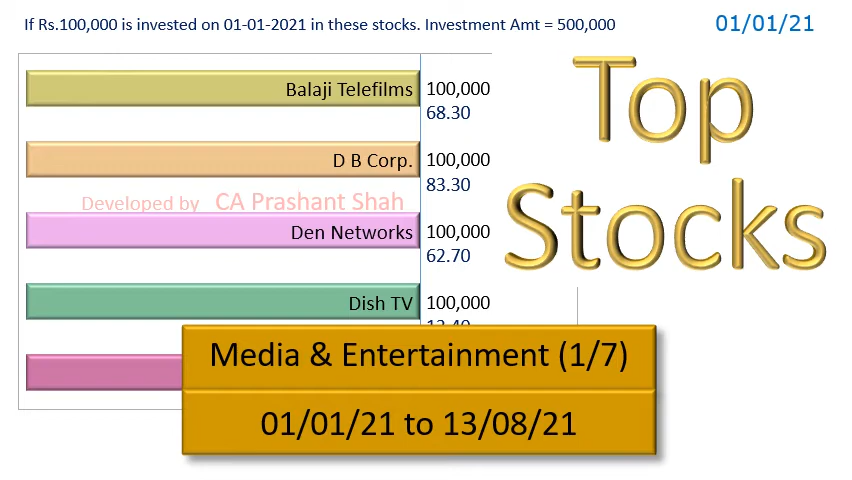 If Rs.100,000 is invested on 01-01-2021 in these stocks. Investment Amt = 500,000
01/01/21
Top
Stocks
Balaji Telefilms 100,000
68.30
D B Corp. 100,000
83.30
Developed by CA Prashant Shah
Den Networks 100,000
62.70
Dish TV 100,000
Media & Entertainment (1/7)
01/01/21 to 13/08/21